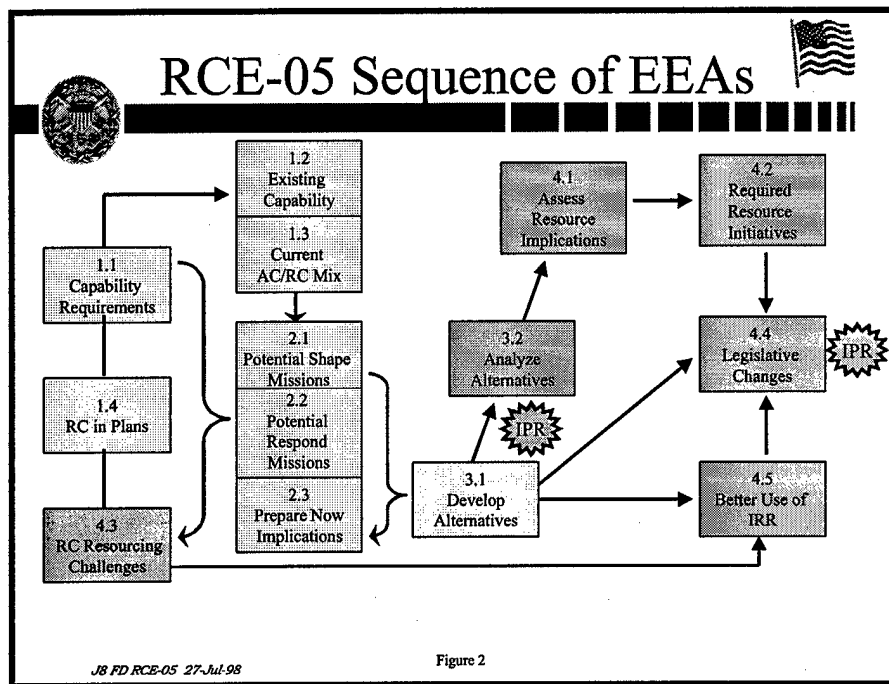 RCE-05 Sequence of EEAs
1.2
Existing
Capability
1.3
Current
AC/RC Mix
1.1
Capability
Requirements
1.4
RC in Plans
4.3
RC Resourcing
Challenges
2.1
Potential Shape
Missions
2.2
Potential
Respond
Missions
2.3
Prepare Now
Implications
4.1
Assess
Resource
Implications
4.2
Required
Resource
Initiatives
3.2
Analyze
Alternatives
IPR
4.4
Legislative
Changes
IPR
3.1
Develop
Alternatives
4.5
Better Use of
IRR
J8 FD RCE-05 27-Jul-98
Figure 2